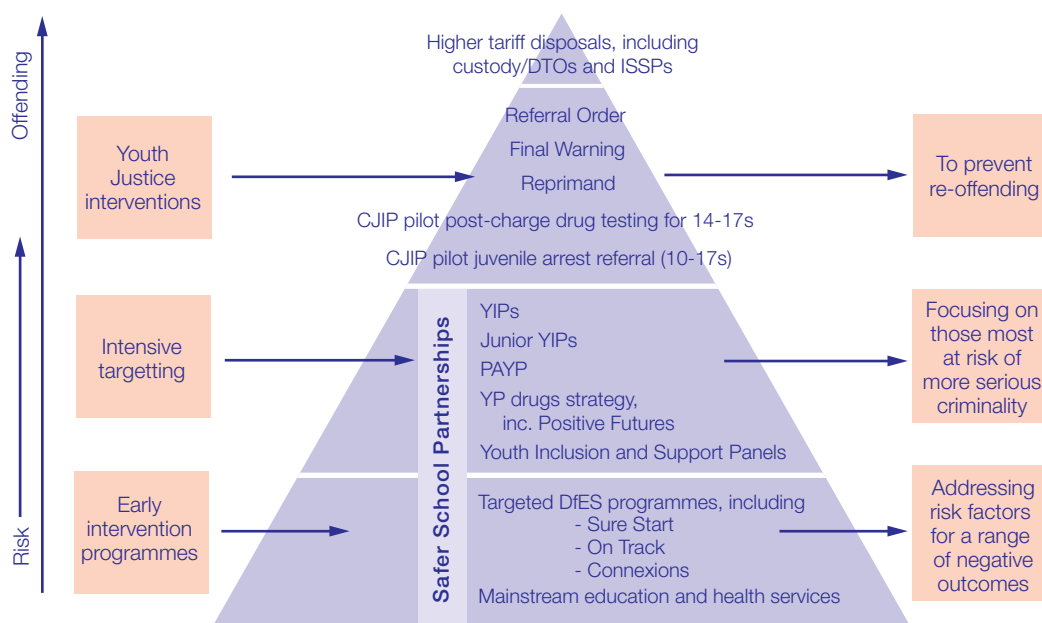 Higher tariff disposals, including
custody/DTOs and ISSPs
Offending
Youth
Justice
interventions
Referral Order
Final Warning
Reprimand
CJIP pilot post-charge drug testing for 14-17s
CJIP pilot juvenile arrest referral (10-17s)
To prevent
re-offending
Intensive
targetting
Safer School Partnerships
YIPs
Junior YIPs
PAYP
YP drugs strategy,
inc. Positive Futures
Youth Inclusion and Support Panels
Focusing on
those most
at risk of
more serious
criminality
Risk
Early
intervention
programmes
Targeted DfES programmes, including
- Sure Start
- On Track
- Connexions
Mainstream education and health services
Addressing
risk factors
for a range
of negative
outcomes